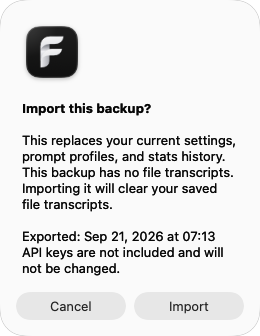 Import this backup?
This replaces your current settings,
prompt profiles, and stats history.
This backup has no file transcripts.
Importing it will clear your saved
file transcripts.
Exported: Sep 21, 2026 at 07:13
API keys are not included and will
not be changed.
Cancel
Import